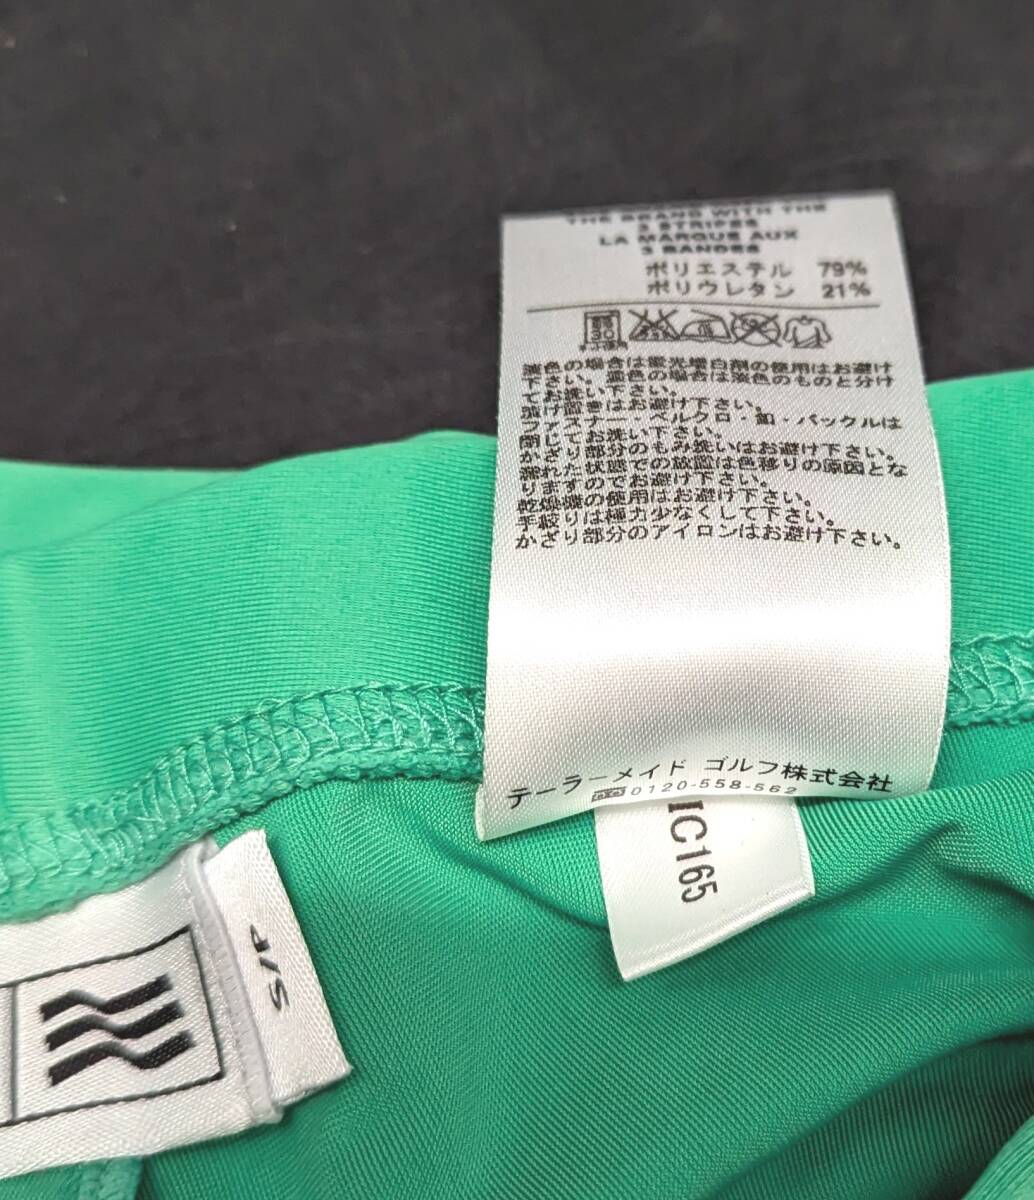 THE BRAND WITH THE
3 STRIPES
LA MARQUE AUX
3 BANDES
ポリエステル 79%
ポリウレタン 21%
30
ネット使用
淡色の場合は蛍光増白剤の使用はお避け
下さい。濃色の場合は淡色のものと分け
てお洗い下さい。
漬け置きはお避け下さい。
ファスナー・ベルクロ・釦・バックルは
閉じてお洗い下さい。
かざり部分のもみ洗いはお避け下さい。
濡れた状態での放置は色移りの原因とな
りますのでお避け下さい。
乾燥機の使用はお避け下さい。
手絞りは極力少なくして下さい。
かざり部分のアイロンはお避け下さい。
テーラーメイド ゴルフ株式会社
0120-558-562
IC165
S/P